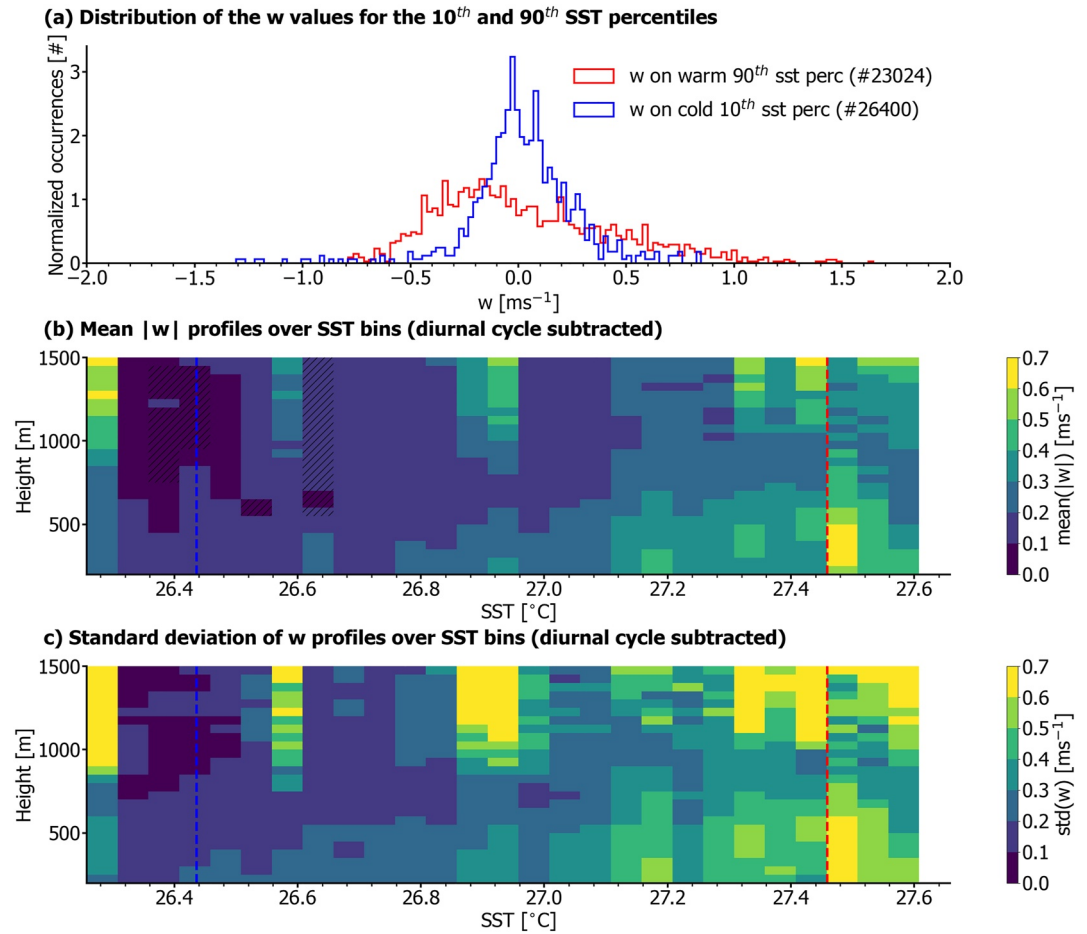 (a) Distribution of the w values for the 10th and 90th SST percentiles
Normalized occurrences [#]
3
2
1
0
w on warm 90th sst perc (#23024)
w on cold 10th sst perc (#26400)
−2.0 −1.5 −1.0 −0.5 0.0 0.5 1.0 1.5 2.0
w [ms−1]
(b) Mean |w| profiles over SST bins (diurnal cycle subtracted)
Height [m]
1500
1000
500
26.4 26.6 26.8 27.0 27.2 27.4 27.6
SST [°C]
0.7
0.6
0.5
0.4
0.3
0.2
0.1
0.0
mean(|w|) [ms−1]
c) Standard deviation of w profiles over SST bins (diurnal cycle subtracted)
Height [m]
1500
1000
500
26.4 26.6 26.8 27.0 27.2 27.4 27.6
SST [°C]
0.7
0.6
0.5
0.4
0.3
0.2
0.1
0.0
std(w) [ms−1]